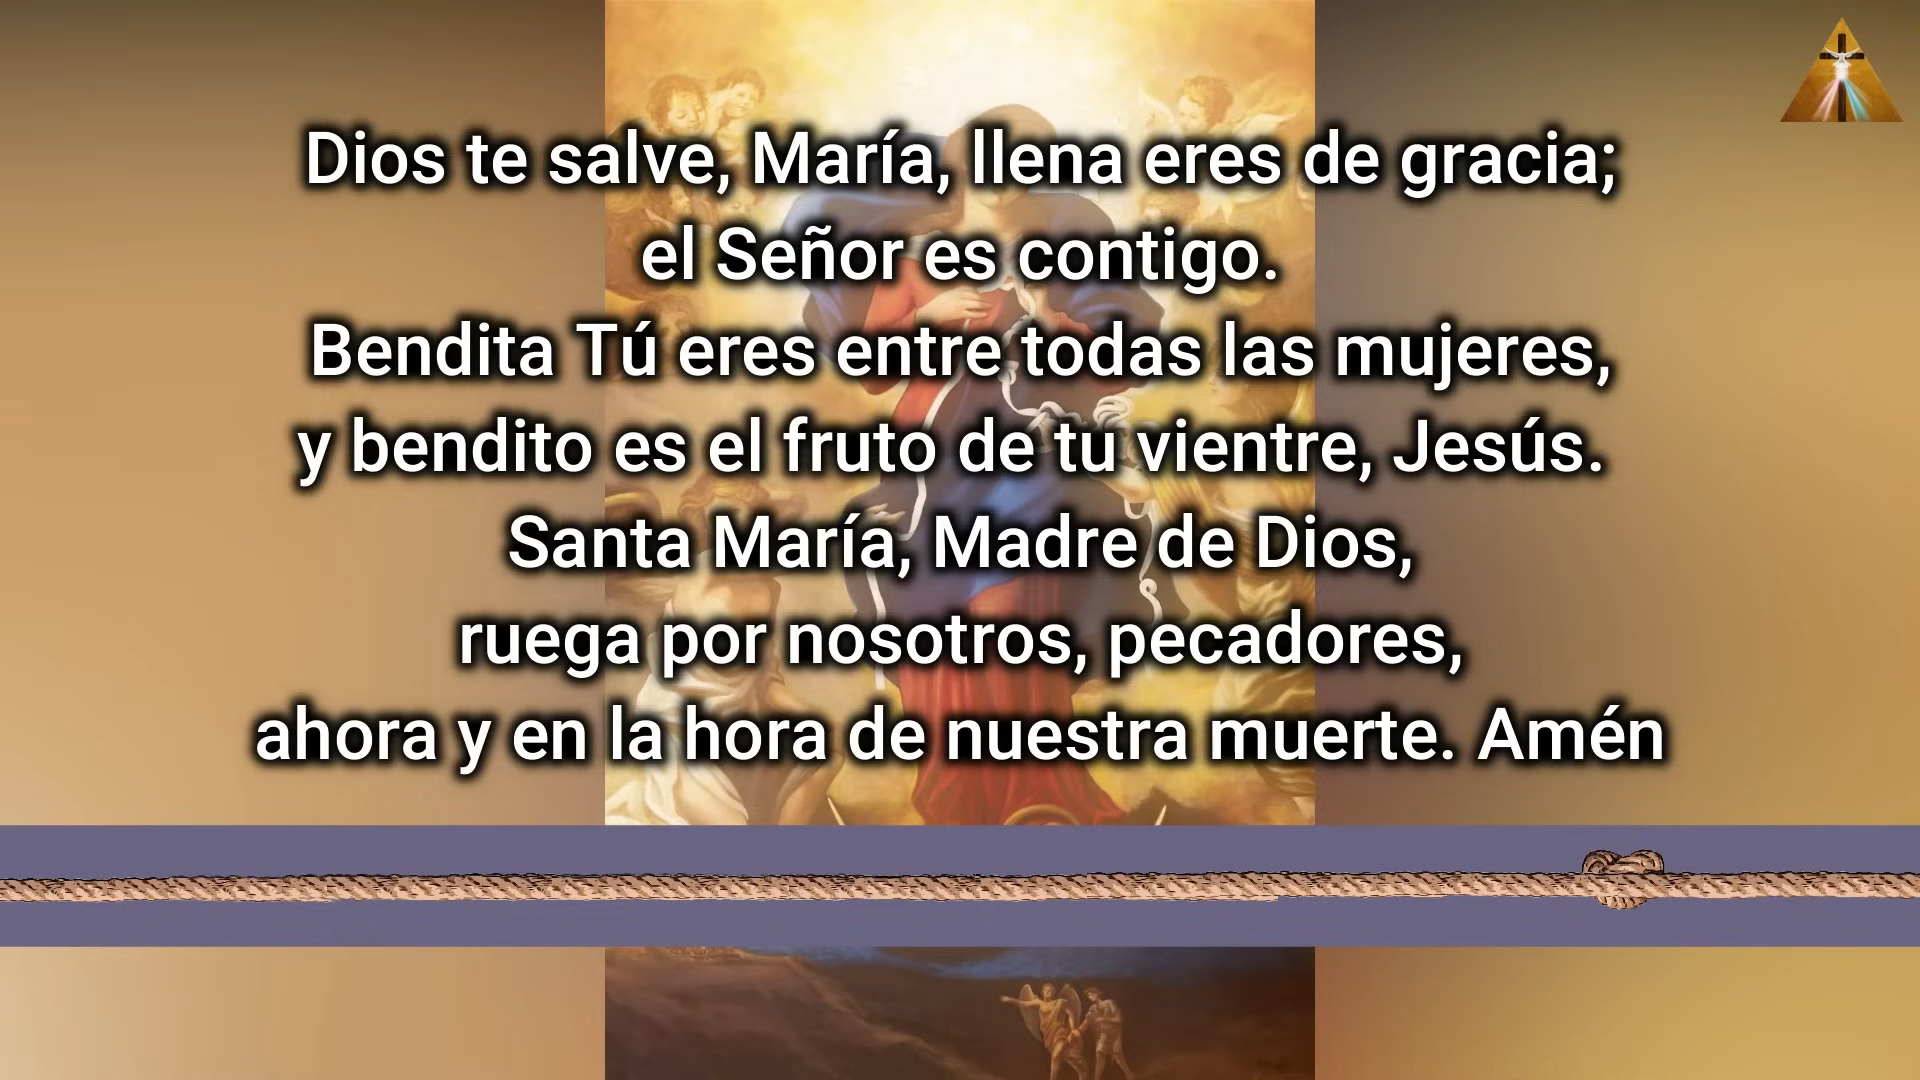 Dios te salve, María, llena eres de gracia;
el Señor es contigo.
Bendita Tú eres entre todas las mujeres,
y bendito es el fruto de tu vientre, Jesús.
Santa María, Madre de Dios,
ruega por nosotros, pecadores,
ahora y en la hora de nuestra muerte. Amén